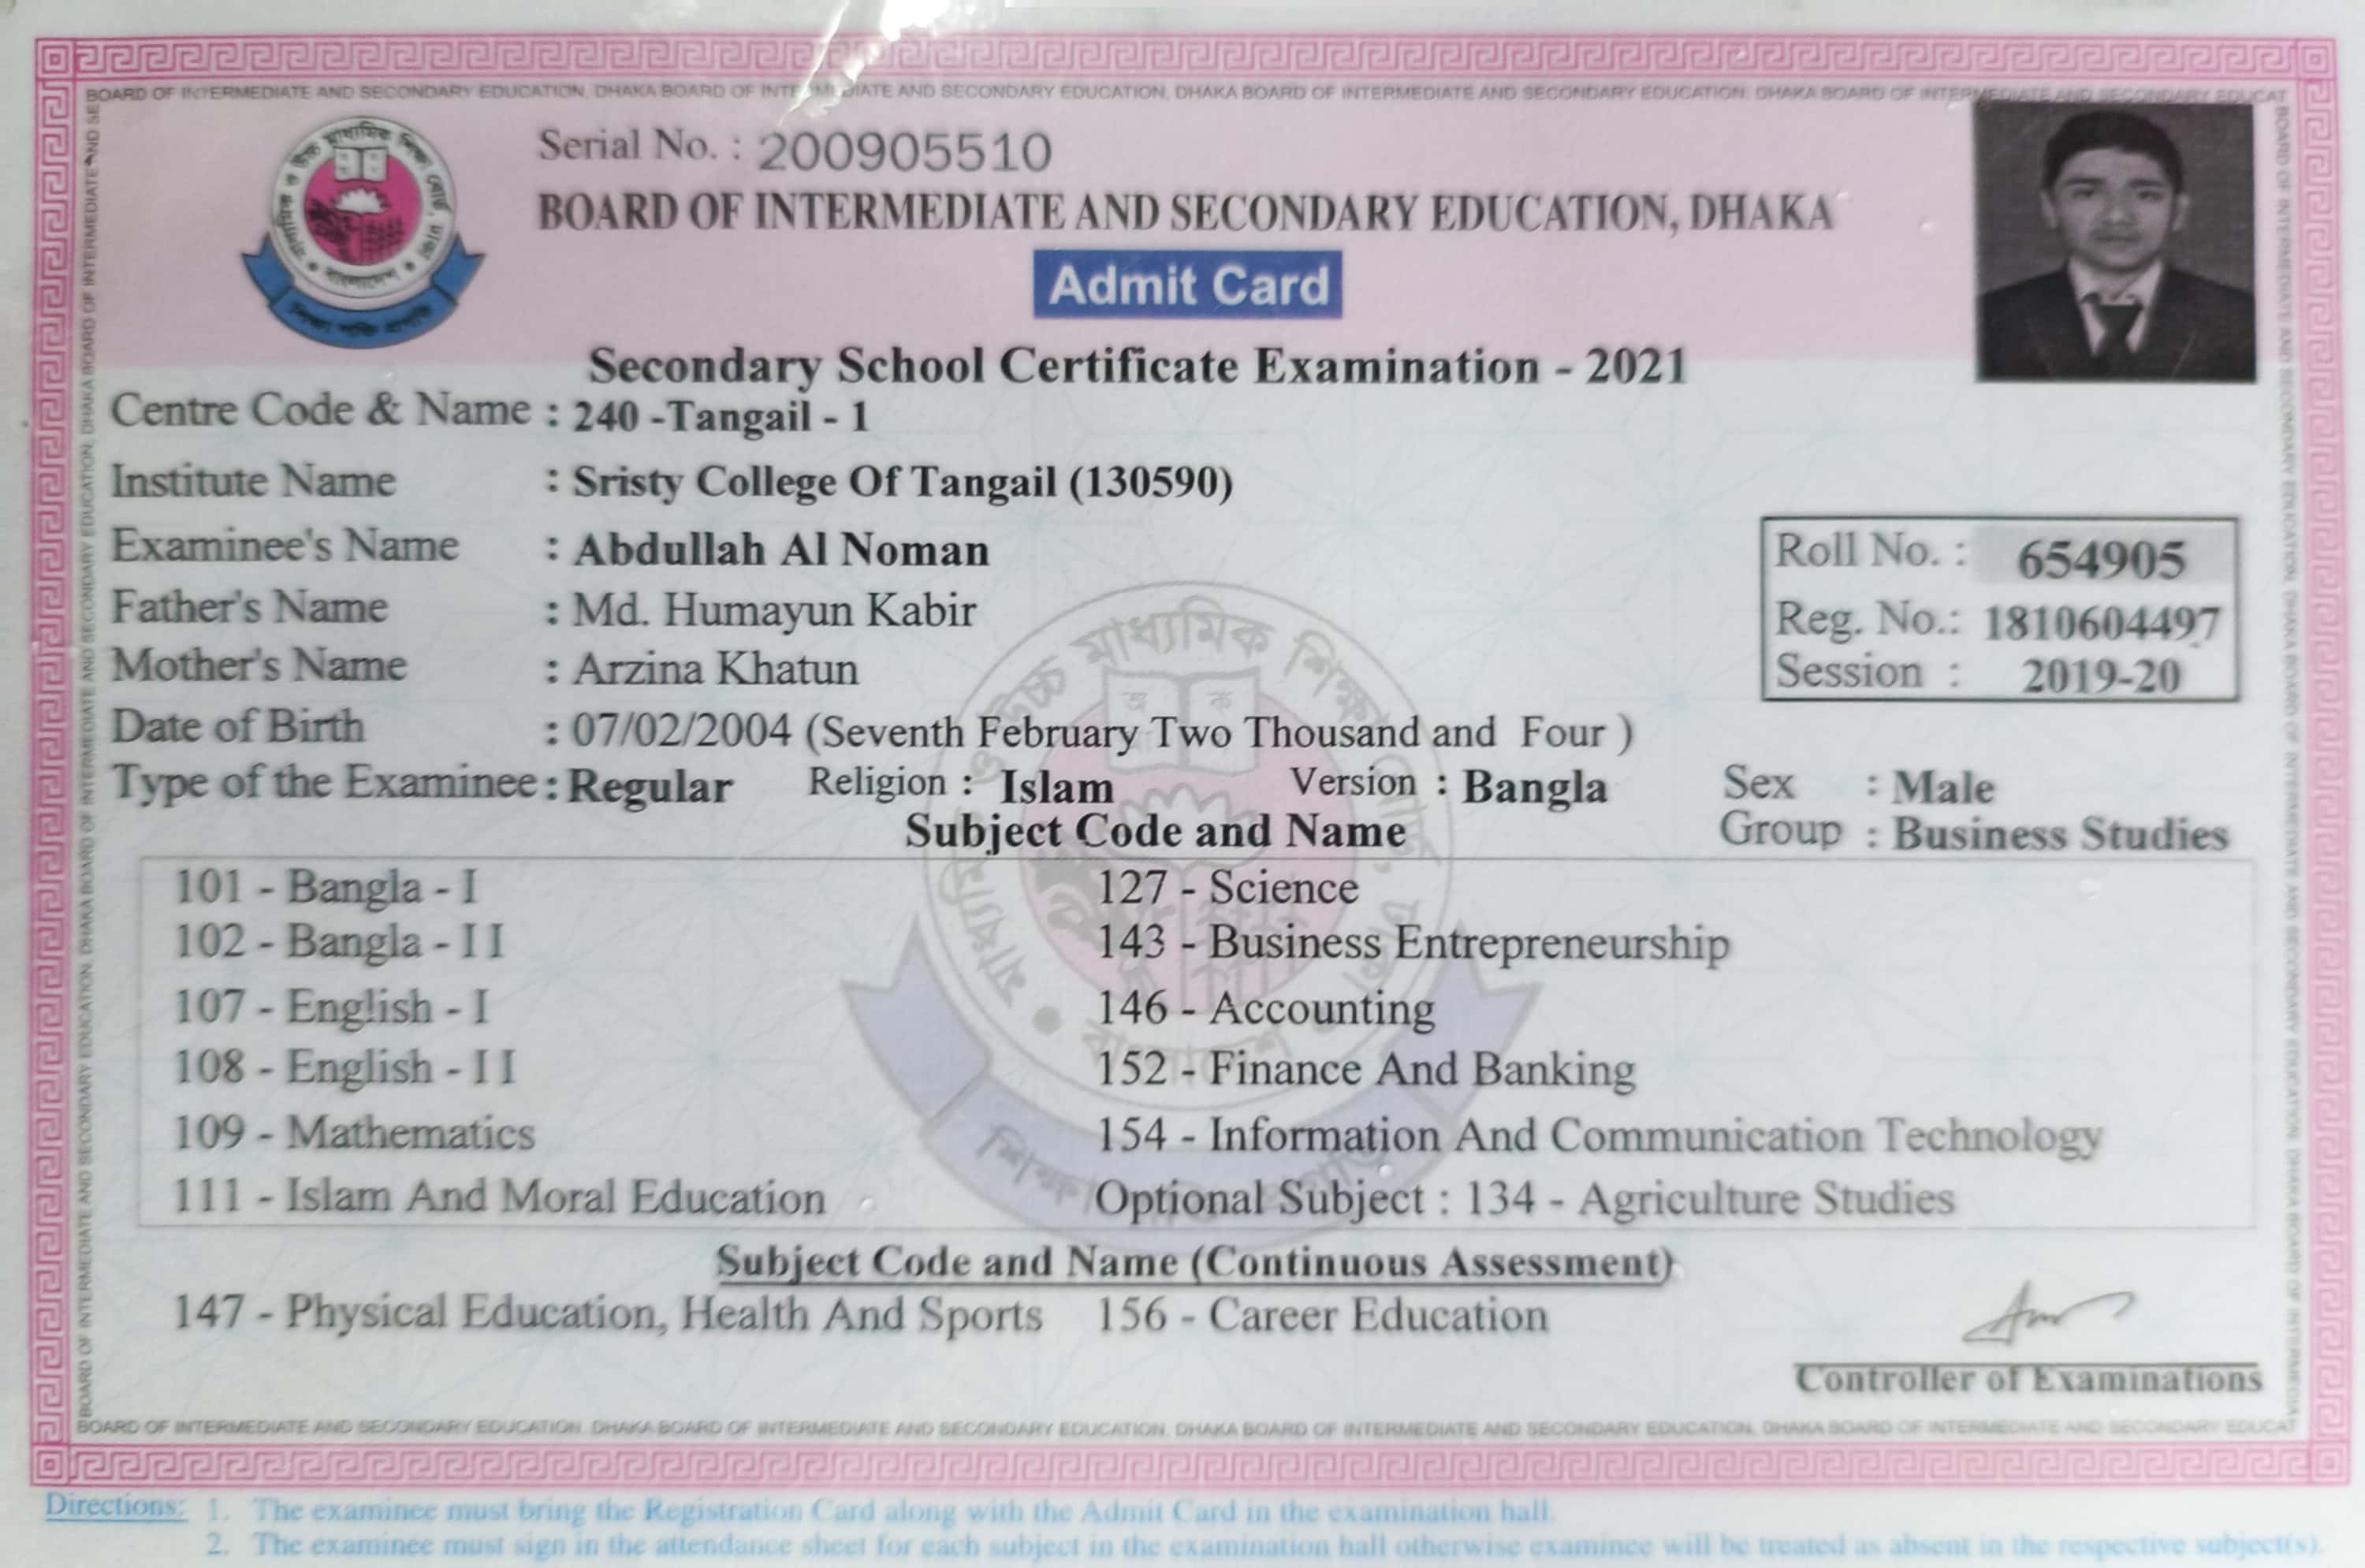 BOARD OF INTERMEDIATE AND SECONDARY EDUCATION, DHAKA BOARD OF INTERMEDIATE AND SECONDARY EDUCATION, DHAKA BOARD OF INTERMEDIATE AND SECONDARY EDUCATION, DHAKA BOARD OF INTERMEDIATE AND SECONDARY EDUCAT
Serial No. : 200905510
BOARD OF INTERMEDIATE AND SECONDARY EDUCATION, DHAKA
Admit Card
Secondary School Certificate Examination - 2021
Centre Code & Name : 240 -Tangail - 1
Institute Name : Sristy College Of Tangail (130590)
Examinee's Name : Abdullah Al Noman
Roll No. : 654905
Father's Name : Md. Humayun Kabir
Reg. No.: 1810604497
Mother's Name : Arzina Khatun
Session : 2019-20
Date of Birth : 07/02/2004 (Seventh February Two Thousand and Four )
Type of the Examinee : Regular Religion : Islam Version : Bangla Sex : Male
Subject Code and Name
Group : Business Studies
101 - Bangla - I 127 - Science
102 - Bangla - I I 143 - Business Entrepreneurship
107 - English - I 146 - Accounting
108 - English - I I 152 - Finance And Banking
109 - Mathematics 154 - Information And Communication Technology
111 - Islam And Moral Education Optional Subject : 134 - Agriculture Studies
Subject Code and Name (Continuous Assessment)
147 - Physical Education, Health And Sports 156 - Career Education
Controller of Examinations
BOARD OF INTERMEDIATE AND SECONDARY EDUCATION, DHAKA BOARD OF INTERMEDIATE AND SECONDARY EDUCATION, DHAKA BOARD OF INTERMEDIATE AND SECONDARY EDUCATION, DHAKA BOARD OF INTERMEDIATE AND SECONDARY EDUCAT
Directions: 1. The examinee must bring the Registration Card along with the Admit Card in the examination hall.
2. The examinee must sign in the attendance sheet for each subject in the examination hall otherwise examinee will be treated as absent in the respective subject(s).